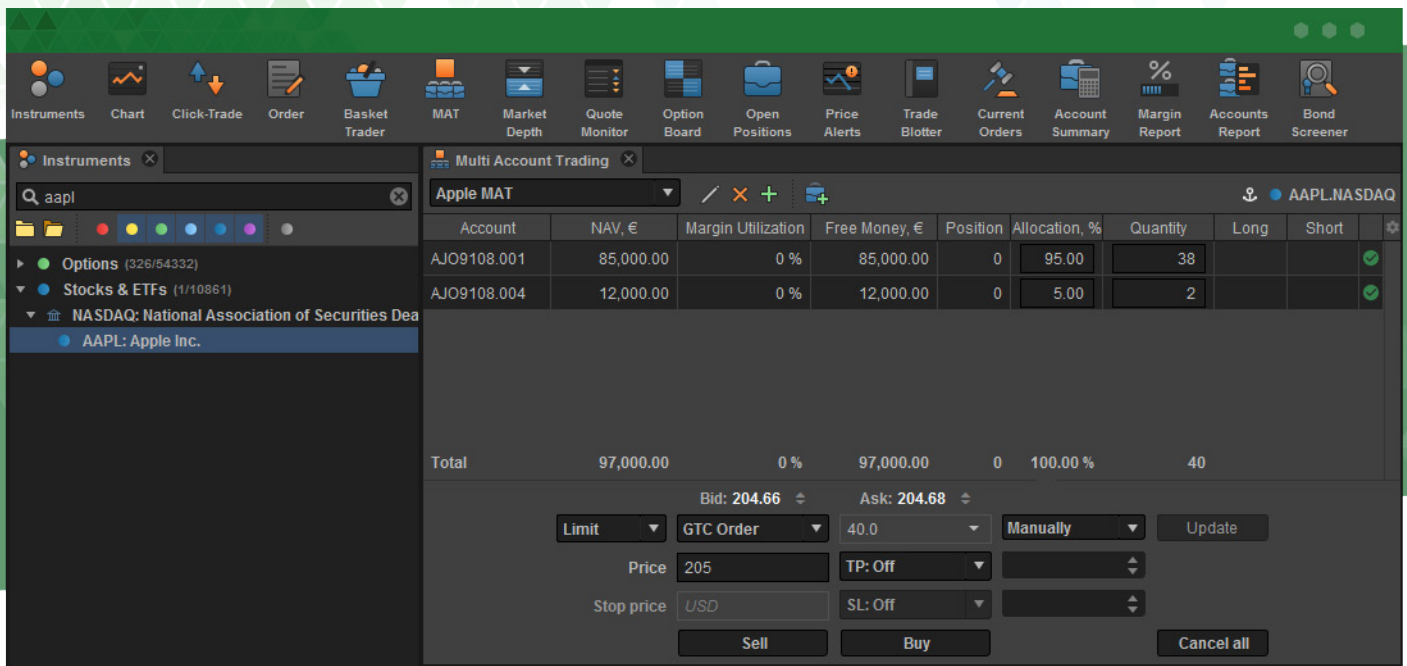 Instruments Chart Click-Trade Order Basket Trader MAT Market Depth Quote Monitor Option Board Open Positions Price Alerts Trade Blotter Current Orders Account Summary Margin Report Accounts Report Bond Screener
Instruments
aapl
Options (326/54332)
Stocks & ETFs (1/10861)
NASDAQ: National Association of Securities Dea
AAPL: Apple Inc.
Multi Account Trading
Apple MAT AAPL.NASDAQ
Account NAV, € Margin Utilization Free Money, € Position Allocation, % Quantity Long Short
AJO9108.001 85,000.00 0 % 85,000.00 0 95.00 38
AJO9108.004 12,000.00 0 % 12,000.00 0 5.00 2
Total 97,000.00 0 % 97,000.00 0 100.00 % 40
Bid: 204.66 Ask: 204.68
Limit GTC Order 40.0 Manually Update
Price 205 TP: Off
Stop price USD SL: Off
Sell Buy Cancel all